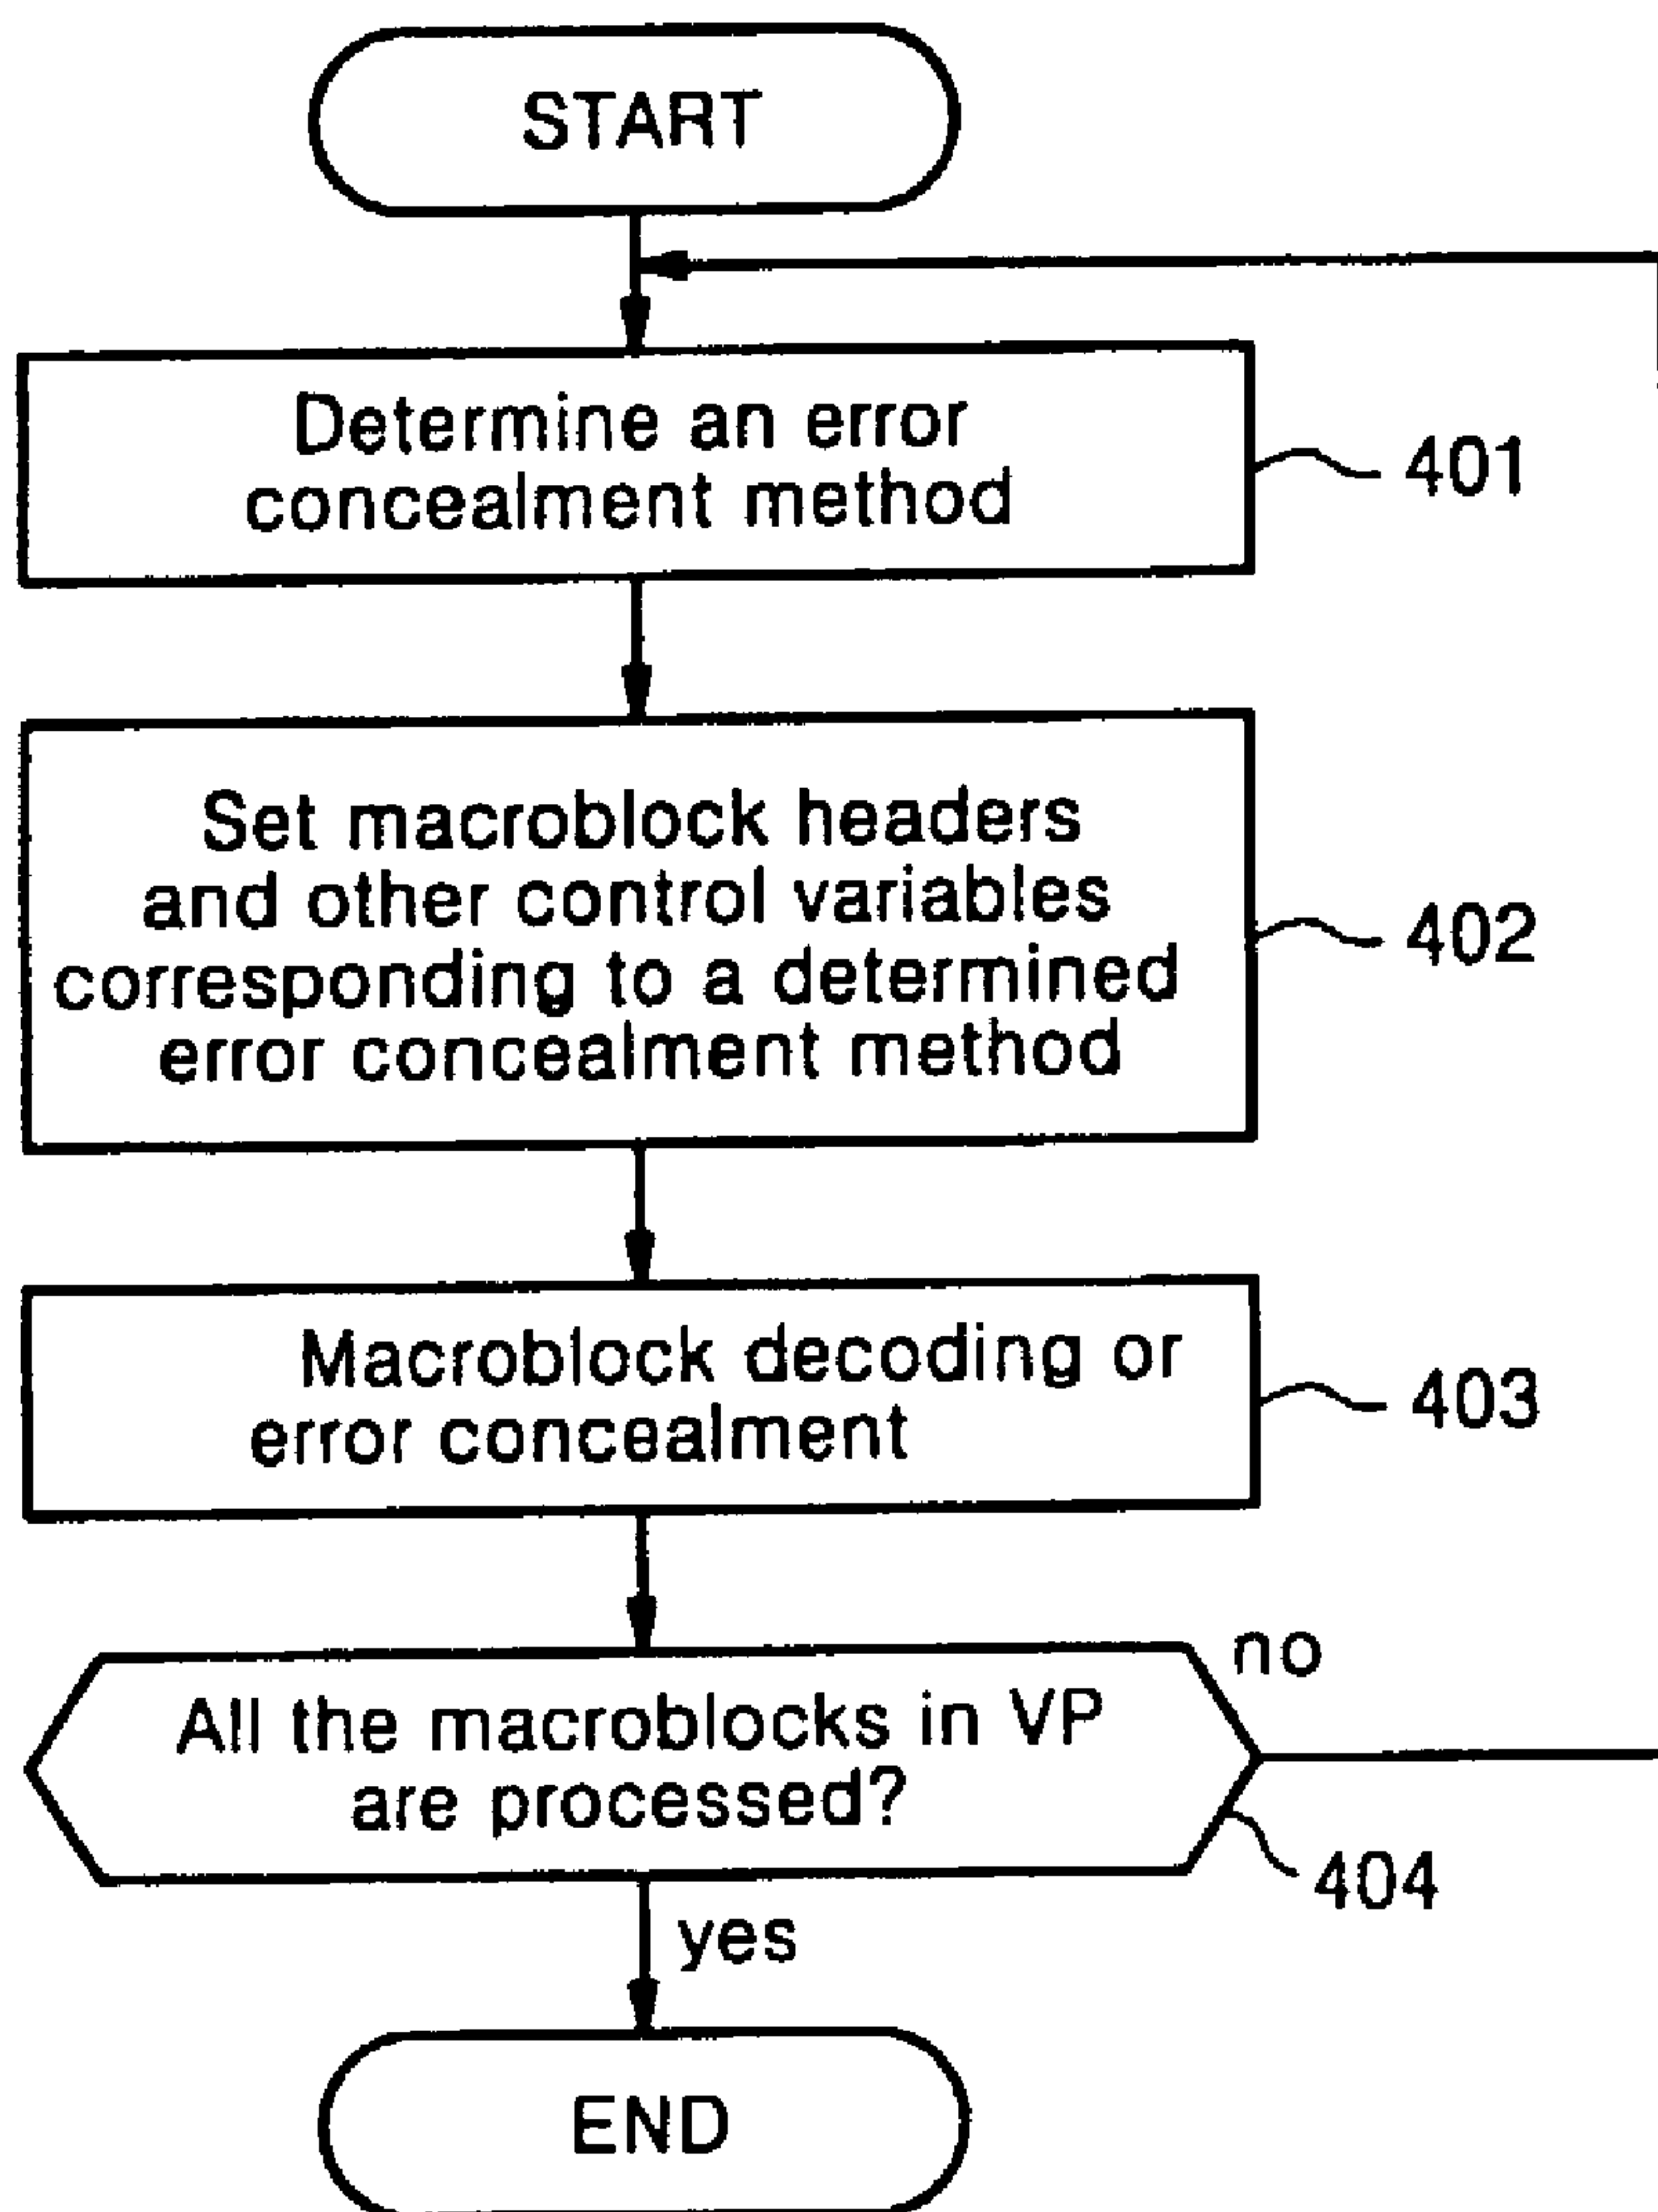 START
Determine an error
concealment method
401
Set macroblock headers
and other control variables
corresponding to a determined
error concealment method
402
Macroblock decoding or
error concealment
403
no
All the macroblocks in VP
are processed?
404
yes
END